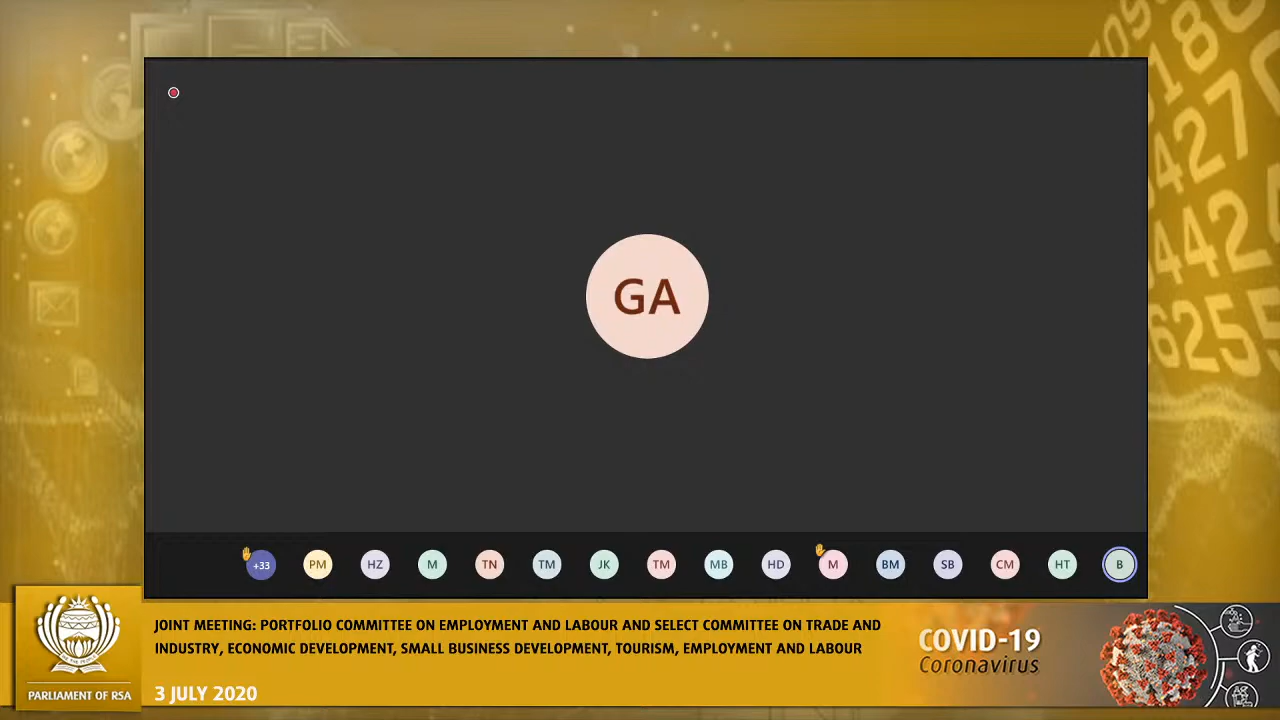 GA
+33
PM
HZ
M
TN
TM
JK
TM
MB
HD
M
BM
SB
CM
HT
B
JOINT MEETING: PORTFOLIO COMMITTEE ON EMPLOYMENT AND LABOUR AND SELECT COMMITTEE ON TRADE AND
INDUSTRY, ECONOMIC DEVELOPMENT, SMALL BUSINESS DEVELOPMENT, TOURISM, EMPLOYMENT AND LABOUR
3 JULY 2020
PARLIAMENT OF RSA
COVID-19
Coronavirus